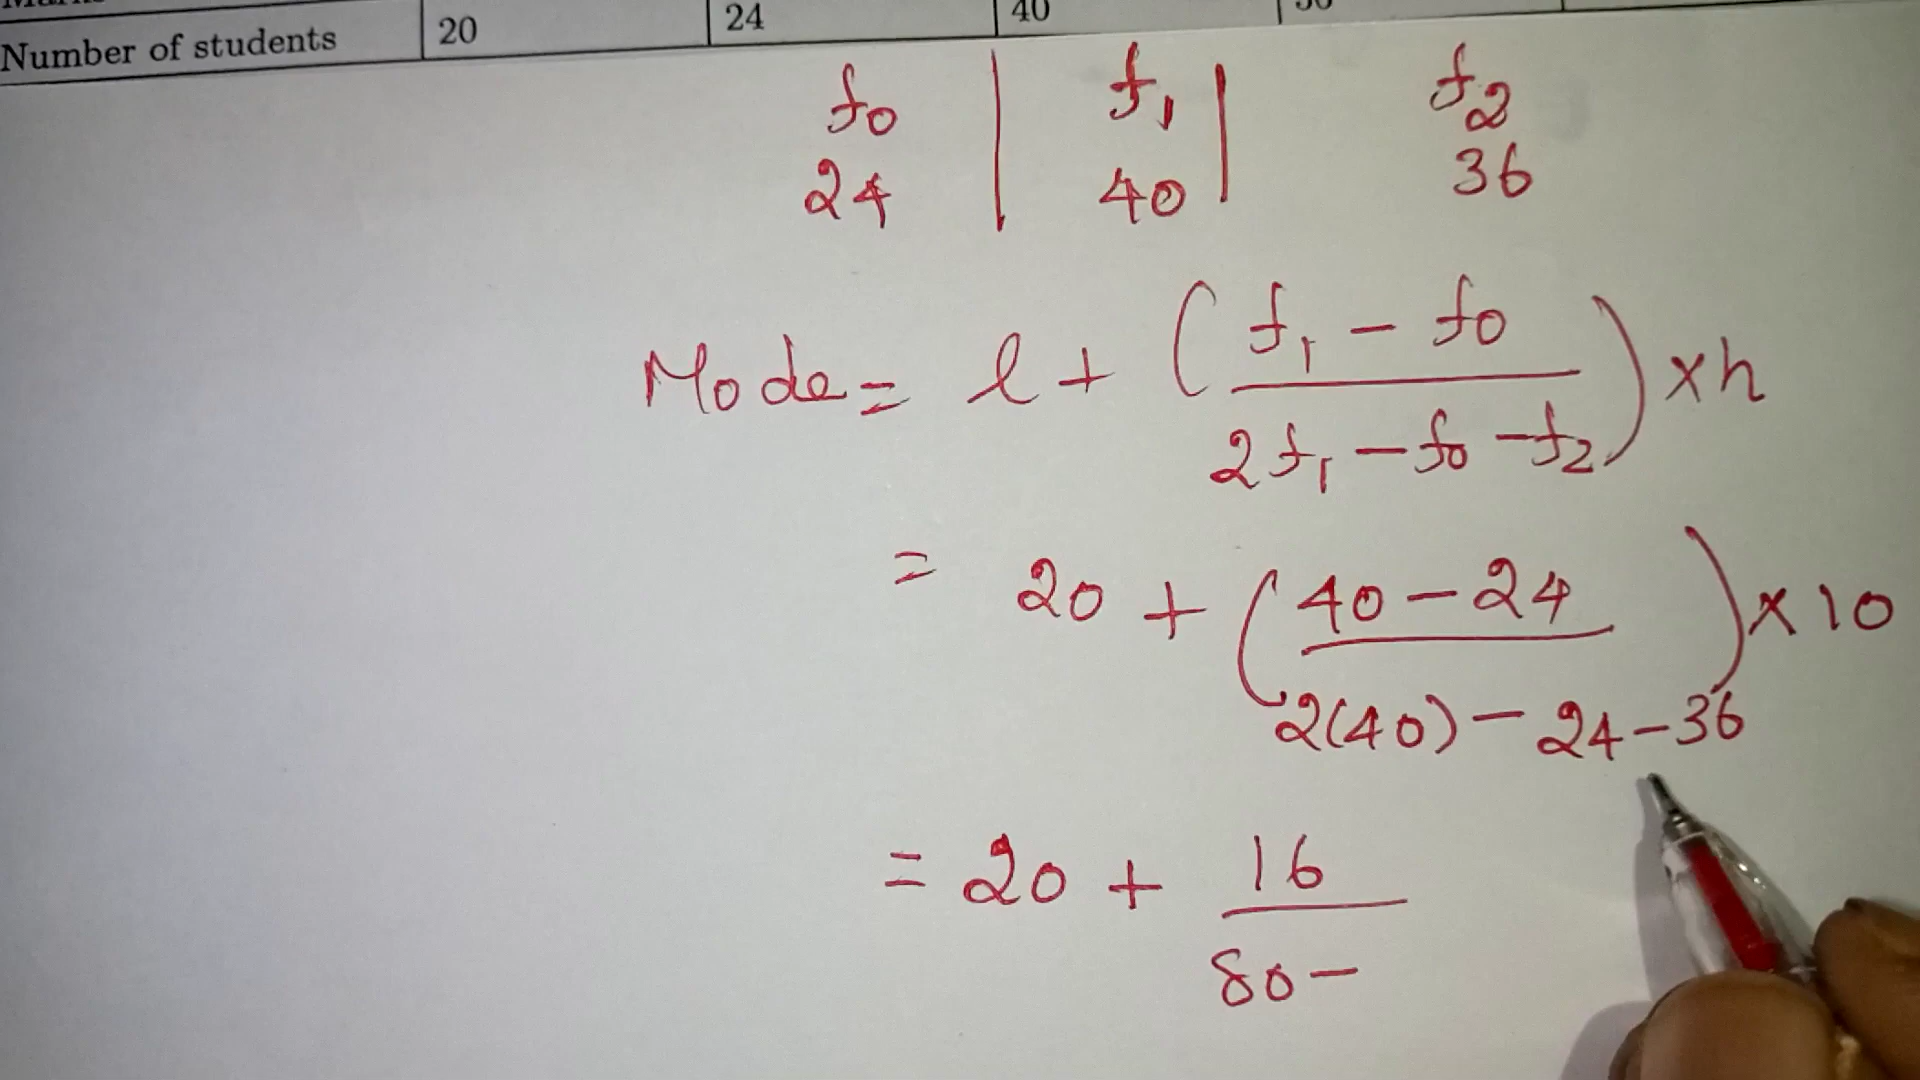 Number of students 20 24 40
f0 | f1 | f2
24 | 40 | 36
Mode = l + ( f1 - f0 / 2f1 - f0 - f2 ) × h
= 20 + ( 40 - 24 / 2(40) - 24 - 36 ) × 10
= 20 + 16 / 80 -